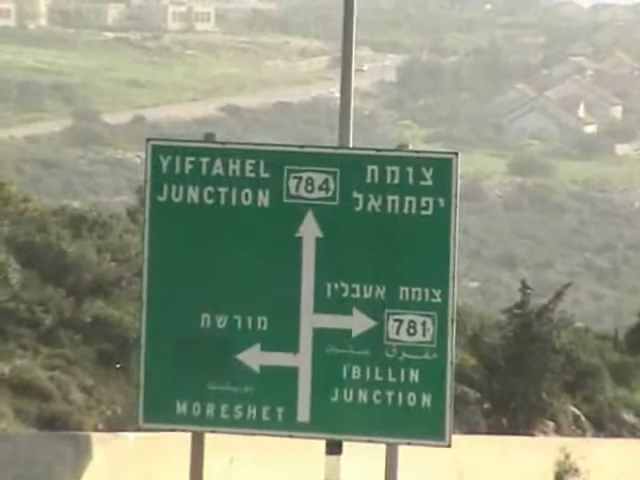 YIFTAHEL
JUNCTION
784
צומת
יפתחאל
צומת אעבלין
781
IBILLIN
JUNCTION
מורשת
MORESHET